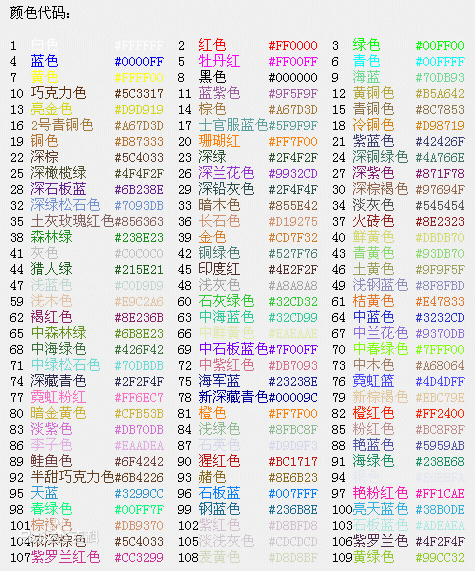 颜色代码：
1 白色 #FFFFFF 2 红色 #FF0000 3 绿色 #00FF00
4 蓝色 #0000FF 5 牡丹红 #FF00FF 6 青色 #00FFFF
7 黄色 #FFFF00 8 黑色 #000000 9 海蓝 #70DB93
10 巧克力色 #5C3317 11 蓝紫色 #9F5F9F 12 黄铜色 #B5A642
13 亮金色 #D9D919 14 棕色 #A67D3D 15 青铜色 #8C7853
16 2号青铜色 #A67D3D 17 士官服蓝色 #5F9F9F 18 冷铜色 #D98719
19 铜色 #B87333 20 珊瑚红 #FF7F00 21 紫蓝色 #42426F
22 深棕 #5C4033 23 深绿 #2F4F2F 24 深铜绿色 #4A766E
25 深橄榄绿 #4F4F2F 26 深兰花色 #9932CD 27 深紫色 #871F78
28 深石板蓝 #6B238E 29 深铅灰色 #2F4F4F 30 深棕褐色 #97694F
32 深绿松石色 #7093DB 33 暗木色 #855E42 34 淡灰色 #545454
35 土灰玫瑰红色 #856363 36 长石色 #D19275 37 火砖色 #8E2323
38 森林绿 #238E23 39 金色 #CD7F32 40 鲜黄色 #DBDB70
41 灰色 #C0C0C0 42 铜绿色 #527F76 43 青黄色 #93DB70
44 猎人绿 #215E21 45 印度红 #4E2F2F 46 土黄色 #9F9F5F
47 浅蓝色 #C0D9D9 48 浅灰色 #A8A8A8 49 浅钢蓝色 #8F8FBD
59 浅木色 #E9C2A6 60 石灰绿色 #32CD32 61 桔黄色 #E47833
62 褐红色 #8E236B 63 中海蓝色 #32CD99 64 中蓝色 #3232CD
65 中森林绿 #6B8E23 66 中鲜黄色 #EAEAAE 67 中兰花色 #9370DB
68 中海绿色 #426F42 69 中石板蓝色 #7F00FF 70 中春绿色 #7FFF00
71 中绿松石色 #70DBDB 72 中紫红色 #DB7093 73 中木色 #A68064
74 深藏青色 #2F2F4F 75 海军蓝 #23238E 76 霓虹篮 #4D4DFF
77 霓虹粉红 #FF6EC7 78 新深藏青色 #00009C 79 新棕褐色 #EBC79E
80 暗金黄色 #CFB53B 81 橙色 #FF7F00 82 橙红色 #FF2400
83 淡紫色 #DB70DB 84 浅绿色 #8FBC8F 85 粉红色 #BC8F8F
86 李子色 #EAADEA 87 石英色 #D9D9F3 88 艳蓝色 #5959AB
89 鲑鱼色 #6F4242 90 猩红色 #BC1717 91 海绿色 #238E68
92 半甜巧克力色 #6B4226 93 赭色 #8E6B23 94
95 天蓝 #3299CC 96 石板蓝 #007FFF 97 艳粉红色 #FF1CAE
98 春绿色 #00FF7F 99 钢蓝色 #236B8E 100 亮天蓝色 #38B0DE
101 棕褐色 #DB9370 102 紫红色 #D8BFD8 103 石板蓝色 #ADEAEA
104 浓深棕色 #5C4033 105 淡浅灰色 #CDCDCD 106 紫罗兰色 #4F2F4F
107 紫罗兰红色 #CC3299 108 麦黄色 #D8D8BF 109 黄绿色 #99CC32